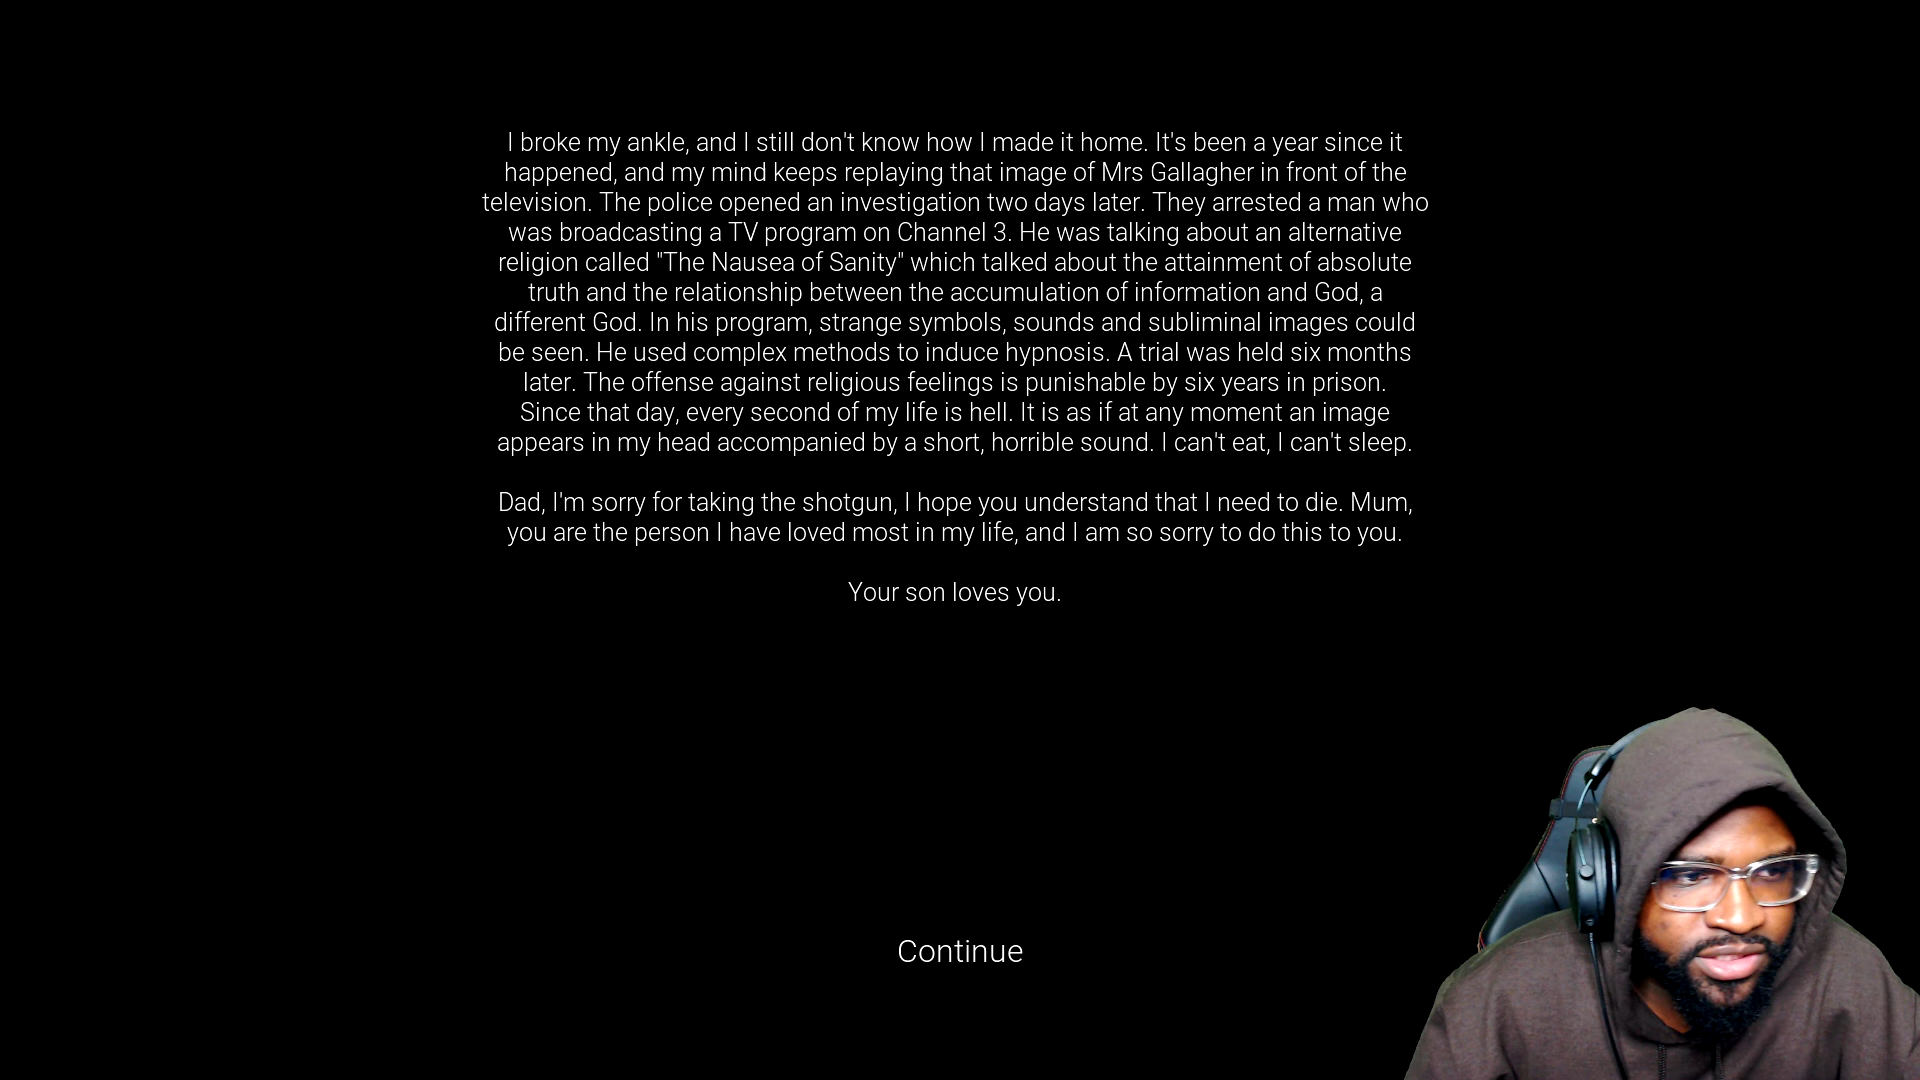 I broke my ankle, and I still don't know how I made it home. It's been a year since it
happened, and my mind keeps replaying that image of Mrs Gallagher in front of the
television. The police opened an investigation two days later. They arrested a man who
was broadcasting a TV program on Channel 3. He was talking about an alternative
religion called "The Nausea of Sanity" which talked about the attainment of absolute
truth and the relationship between the accumulation of information and God, a
different God. In his program, strange symbols, sounds and subliminal images could
be seen. He used complex methods to induce hypnosis. A trial was held six months
later. The offense against religious feelings is punishable by six years in prison.
Since that day, every second of my life is hell. It is as if at any moment an image
appears in my head accompanied by a short, horrible sound. I can't eat, I can't sleep.
Dad, I'm sorry for taking the shotgun, I hope you understand that I need to die. Mum,
you are the person I have loved most in my life, and I am so sorry to do this to you.
Your son loves you.
Continue